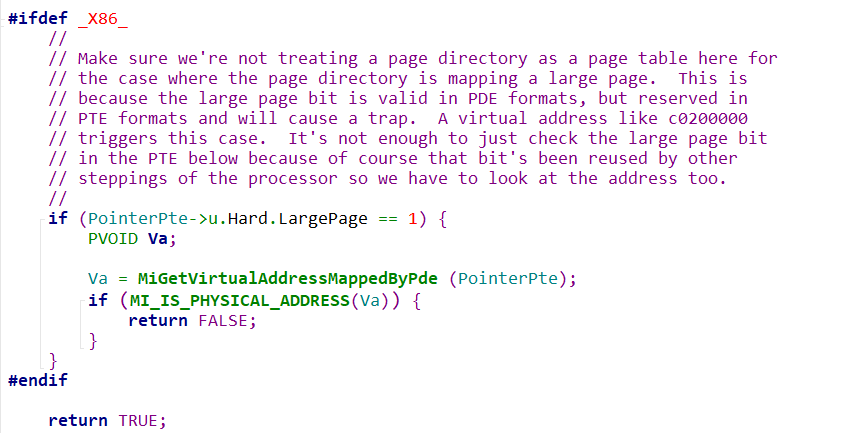 #ifdef _X86_
    //
    // Make sure we're not treating a page directory as a page table here for
    // the case where the page directory is mapping a large page.  This is
    // because the large page bit is valid in PDE formats, but reserved in
    // PTE formats and will cause a trap.  A virtual address like c0200000
    // triggers this case.  It's not enough to just check the large page bit
    // in the PTE below because of course that bit's been reused by other
    // steppings of the processor so we have to look at the address too.
    //
    if (PointerPte->u.Hard.LargePage == 1) {
        PVOID Va;

        Va = MiGetVirtualAddressMappedByPde (PointerPte);
        if (MI_IS_PHYSICAL_ADDRESS(Va)) {
            return FALSE;
        }
    }
#endif

    return TRUE;